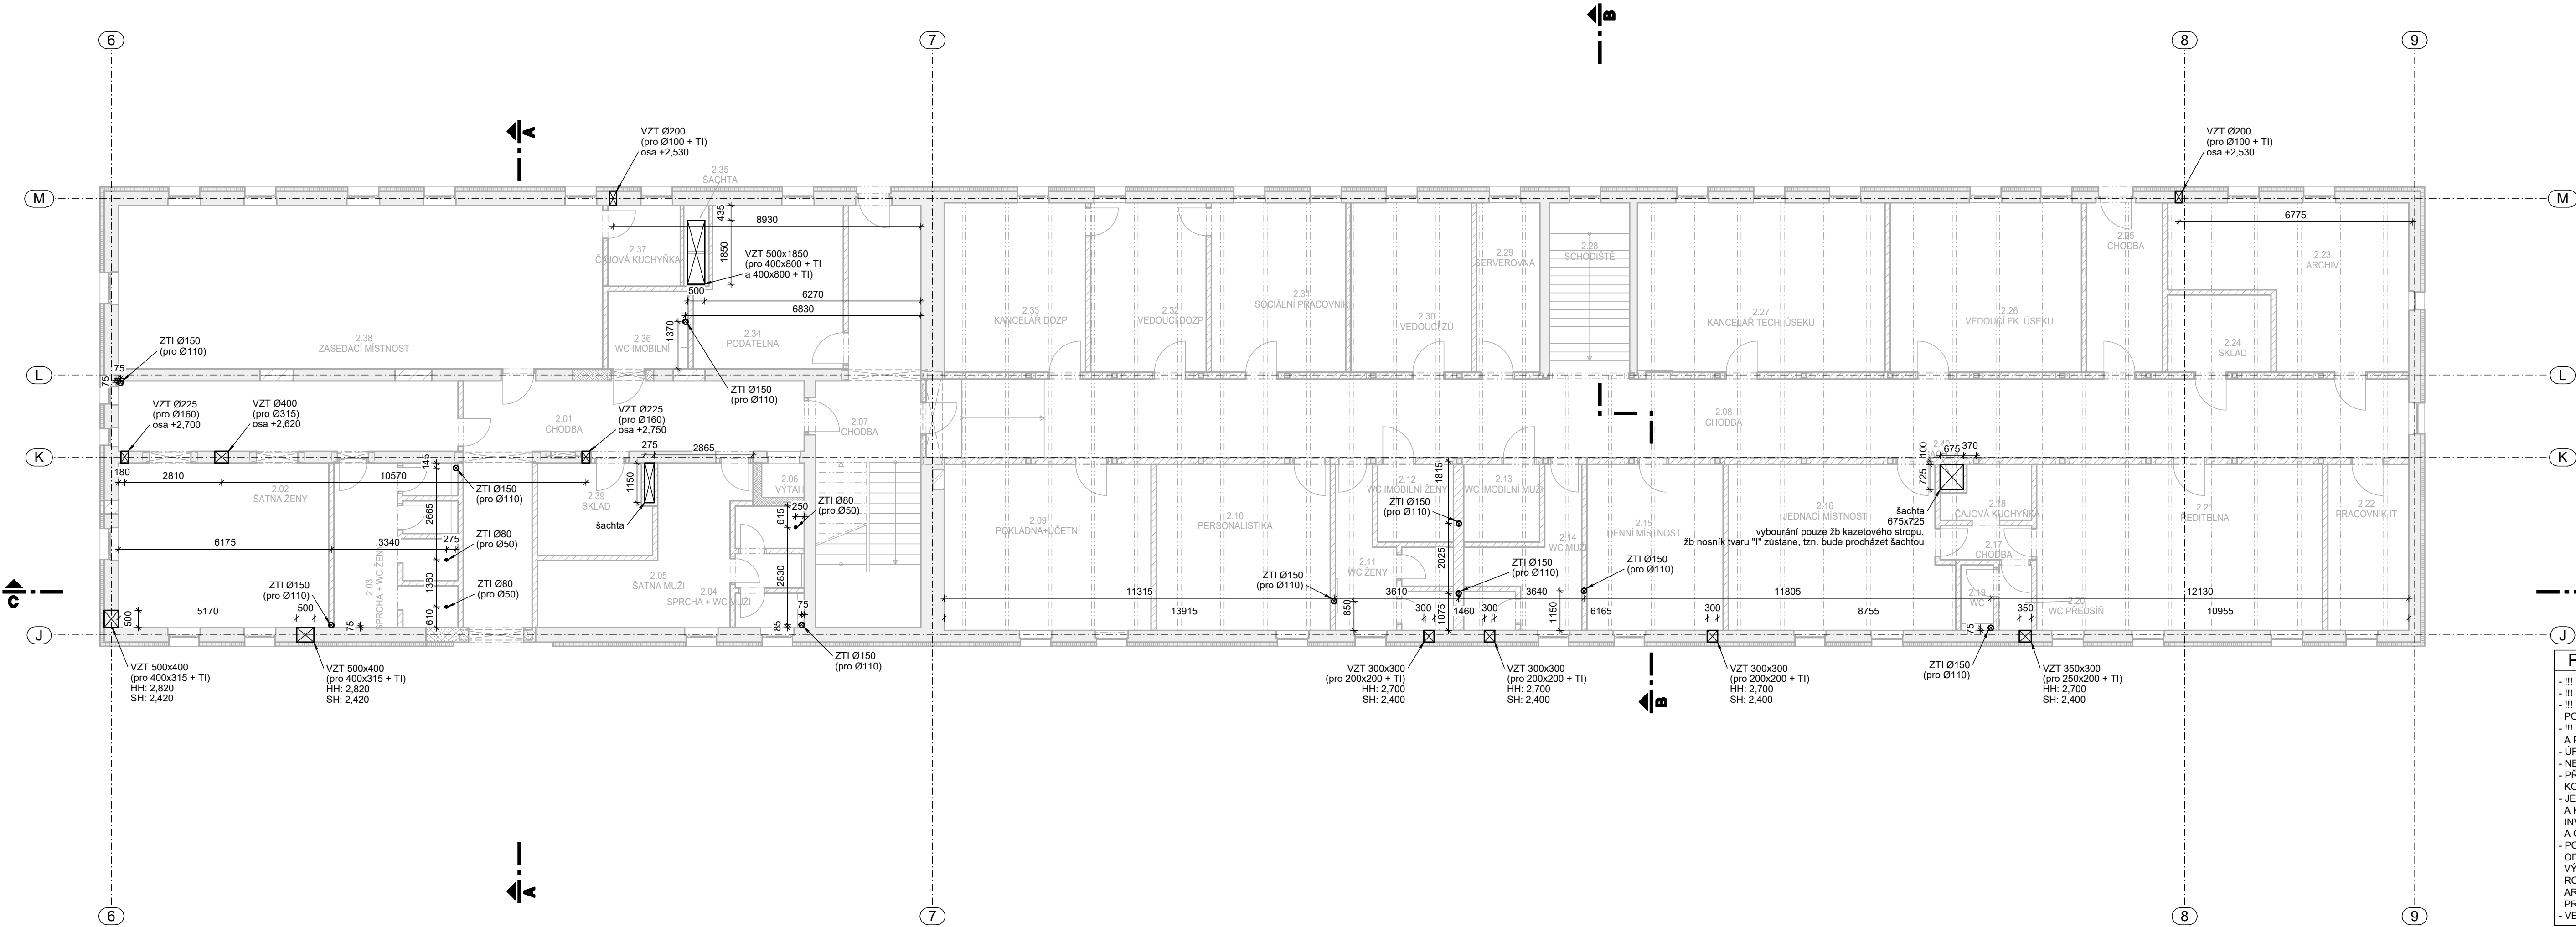 6
7
B
8
9
A
VZT Ø200
(pro Ø100 + TI)
osa +2,530
VZT Ø200
(pro Ø100 + TI)
osa +2,530
M
M
2.35
ŠACHTA
435
8930
1850
2.37
ČAJOVÁ KUCHYŇKA
VZT 500x1850
(pro 400x800 + TI
a 400x800 + TI)
500
6270
6830
1370
2.38
ZASEDACÍ MÍSTNOST
2.36
WC IMOBILNÍ
2.34
PODATELNA
2.33
KANCELÁŘ DOZP
2.32
VEDOUCÍ DOZP
2.31
SOCIÁLNÍ PRACOVNÍK
2.30
VEDOUCÍ ZÚ
2.29
SERVEROVNA
2.28
SCHODIŠTĚ
2.27
KANCELÁŘ TECH. ÚSEKU
2.26
VEDOUCÍ EK. ÚSEKU
2.25
CHODBA
6775
2.23
ARCHIV
2.24
SKLAD
ZTI Ø150
(pro Ø110)
75
75
L
L
ZTI Ø150
(pro Ø110)
VZT Ø225
(pro Ø160)
osa +2,700
VZT Ø400
(pro Ø315)
osa +2,620
2.01
CHODBA
VZT Ø225
(pro Ø160)
osa +2,750
2.07
CHODBA
2.08
CHODBA
K
K
275
2865
180
2810
10570
145
1150
2.02
ŠATNA ŽENY
ZTI Ø150
(pro Ø110)
2.39
SKLAD
šachta
2.06
VÝTAH
ZTI Ø80
(pro Ø50)
250
615
2665
ZTI Ø80
(pro Ø50)
6175
3340
275
1360
ZTI Ø80
(pro Ø50)
610
2.03
SPRCHA + WC ŽENY
ZTI Ø150
(pro Ø110)
5170
500
500
75
2.05
ŠATNA MUŽI
2.04
SPRCHA + WC MUŽI
2830
75
85
ZTI Ø150
(pro Ø110)
2.09
POKLADNA+ÚČETNÍ
2.10
PERSONALISTIKA
2.12
WC IMOBILNÍ ŽENY
2.13
WC IMOBILNÍ MUŽI
1815
ZTI Ø150
(pro Ø110)
2025
2.11
WC ŽENY
2.14
WC MUŽI
2.15
DENNÍ MÍSTNOST
2.16
JEDNACÍ MÍSTNOST
ZTI Ø150
(pro Ø110)
ZTI Ø150
(pro Ø110)
ZTI Ø150
(pro Ø110)
100
675
370
725
šachta
675x725
vybourání pouze žb kazetového stropu,
žb nosník tvaru "I" zůstane, tzn. bude procházet šachtou
2.18
ČAJOVÁ KUCHYŇKA
2.17
CHODBA
2.19
WC
2.20
WC PŘEDSÍŇ
2.21
ŘEDITELNA
2.22
PRACOVNÍK IT
11315
3610
3640
11805
12130
850
1075
1150
13915
300
1460
300
6165
300
8755
350
10955
75
C
J
J
VZT 500x400
(pro 400x315 + TI)
HH: 2,820
SH: 2,420
VZT 500x400
(pro 400x315 + TI)
HH: 2,820
SH: 2,420
VZT 300x300
(pro 200x200 + TI)
HH: 2,700
SH: 2,400
VZT 300x300
(pro 200x200 + TI)
HH: 2,700
SH: 2,400
VZT 300x300
(pro 200x200 + TI)
HH: 2,700
SH: 2,400
ZTI Ø150
(pro Ø110)
VZT 350x300
(pro 250x200 + TI)
HH: 2,700
SH: 2,400
B
A
6
7
8
9
- !!!
- !!!
- !!!
- !!!